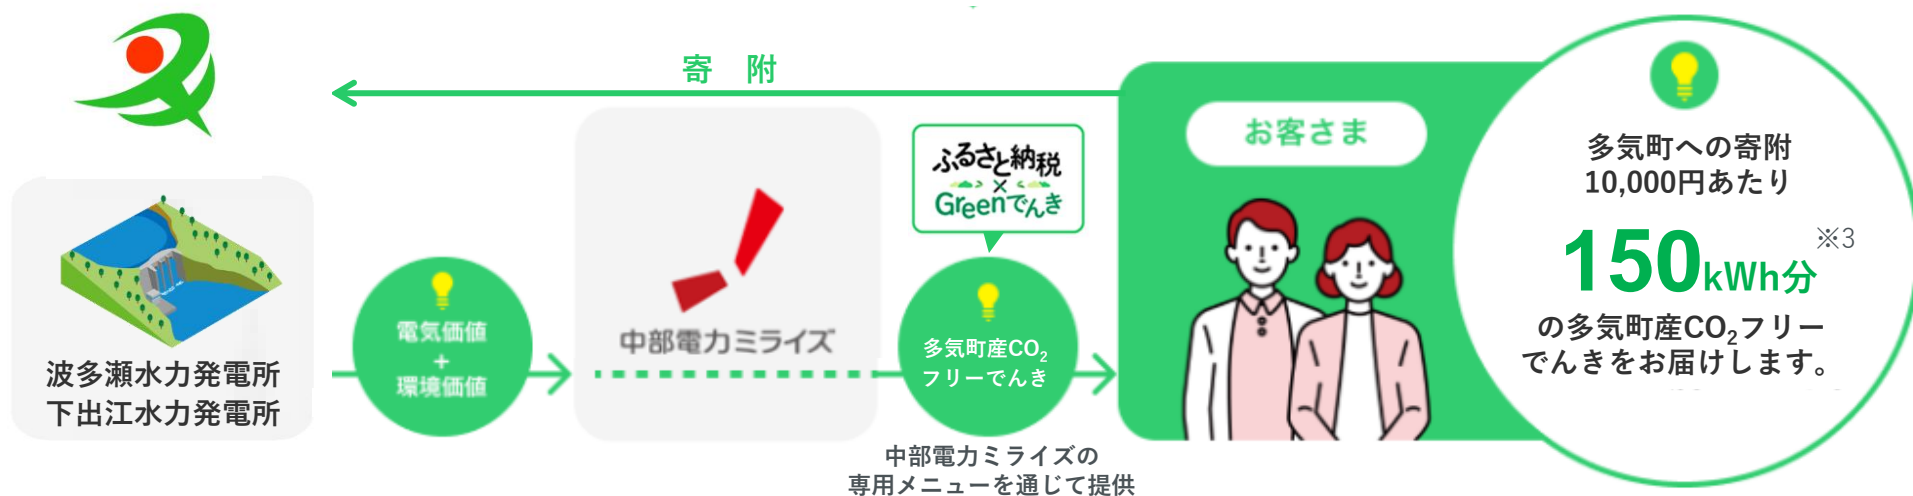 寄　附
波多瀬水力発電所
下出江水力発電所
電気価値
+
環境価値
中部電力ミライズ
ふるさと納税
×
Greenでんき
多気町産CO₂
フリーでんき
中部電力ミライズの
専用メニューを通じて提供
お客さま
多気町への寄附
10,000円あたり
150kWh分※3
の多気町産CO₂フリー
でんきをお届けします。